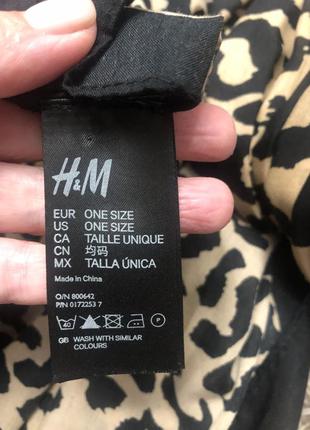 H&M
EUR ONE SIZE
US ONE SIZE
CA TAILLE UNIQUE
CN 均码
MX TALLA ÚNICA
Made in China
O/N 800642
P/N 0172253 7
40 P
GB WASH WITH SIMILAR
COLOURS